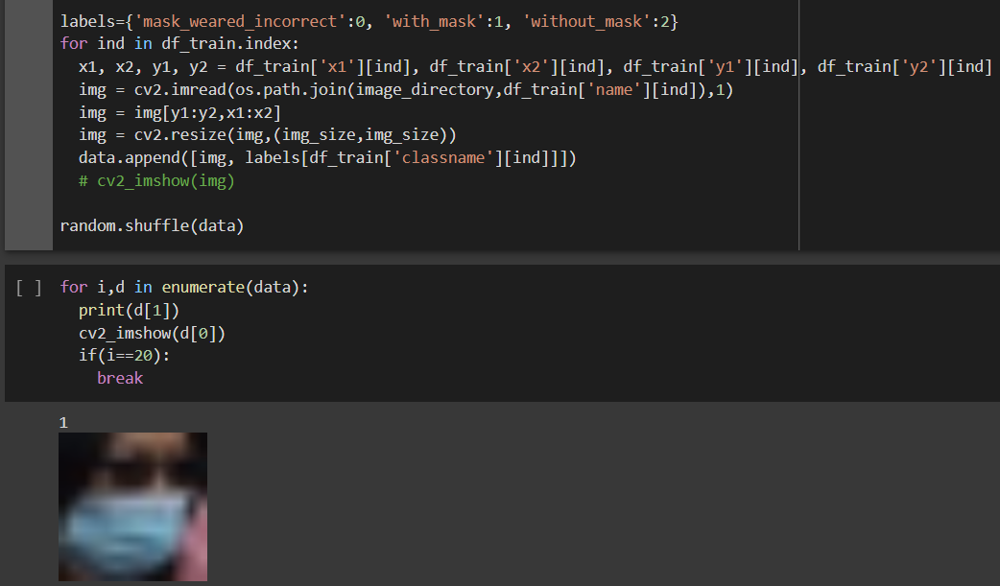 labels={'mask_weared_incorrect':0, 'with_mask':1, 'without_mask':2}
for ind in df_train.index:
  x1, x2, y1, y2 = df_train['x1'][ind], df_train['x2'][ind], df_train['y1'][ind], df_train['y2'][ind]
  img = cv2.imread(os.path.join(image_directory,df_train['name'][ind]),1)
  img = img[y1:y2,x1:x2]
  img = cv2.resize(img,(img_size,img_size))
  data.append([img, labels[df_train['classname'][ind]]])
  # cv2_imshow(img)
random.shuffle(data)
[ ] for i,d in enumerate(data):
  print(d[1])
  cv2_imshow(d[0])
  if(i==20):
    break
1